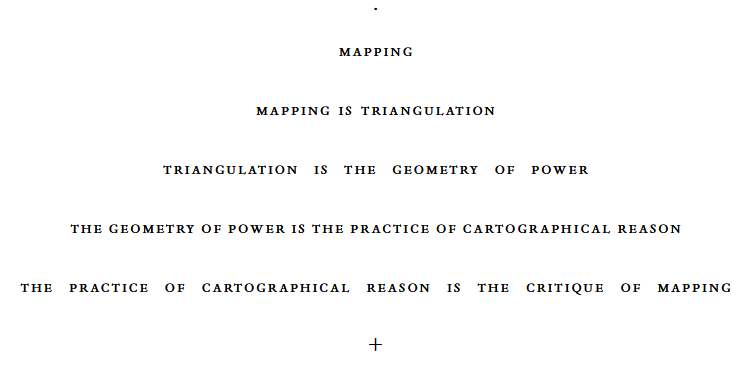 .
MAPPING
MAPPING IS TRIANGULATION
TRIANGULATION IS THE GEOMETRY OF POWER
THE GEOMETRY OF POWER IS THE PRACTICE OF CARTOGRAPHICAL REASON
THE PRACTICE OF CARTOGRAPHICAL REASON IS THE CRITIQUE OF MAPPING
+